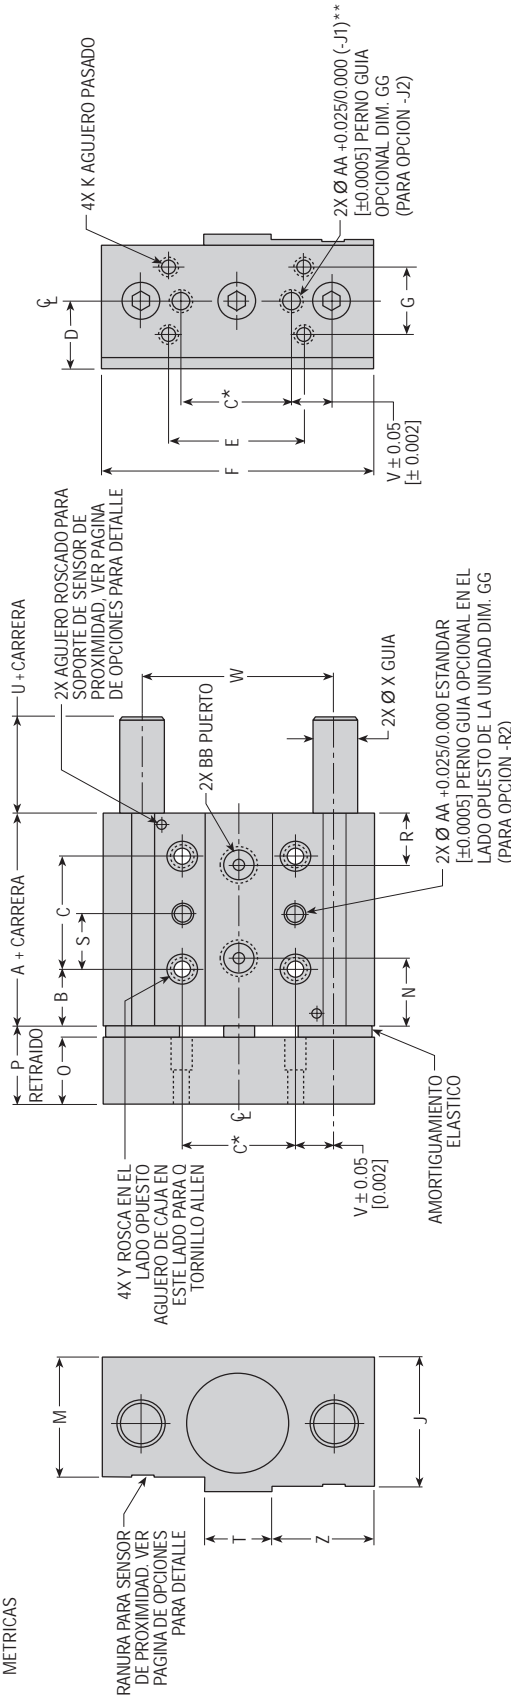 METRICAS
RANURA PARA SENSOR
DE PROXIMIDAD. VER
PAGINA DE OPCIONES
PARA DETALLE
M
J
T
Z
4X Y ROSCA EN EL
LADO OPUESTO
AGUJERO DE CAJA EN
ESTE LADO PARA Q
TORNILLO ALLEN
P
RETRAIDO
O
A + CARRERA
B
C
S
U + CARRERA
2X AGUJERO ROSCADO PARA
SOPORTE DE SENSOR DE
PROXIMIDAD, VER PAGINA
DE OPCIONES PARA DETALLE
2X BB PUERTO
W
2X Ø X GUIA
C*
℄
V ± 0.05
[0.002]
AMORTIGUAMIENTO
ELASTICO
N
R
2X Ø AA +0.025/0.000 ESTANDAR
[±0.0005] PERNO GUIA OPCIONAL EN EL
LADO OPUESTO DE LA UNIDAD DIM. GG
(PARA OPCION -R2)
℄
D
4X K AGUJERO PASADO
F
E
C*
V ± 0.05
[± 0.002]
G
2X Ø AA +0.025/0.000 (-J1)**
[±0.0005] PERNO GUIA
OPCIONAL DIM. GG
(PARA OPCION -J2)